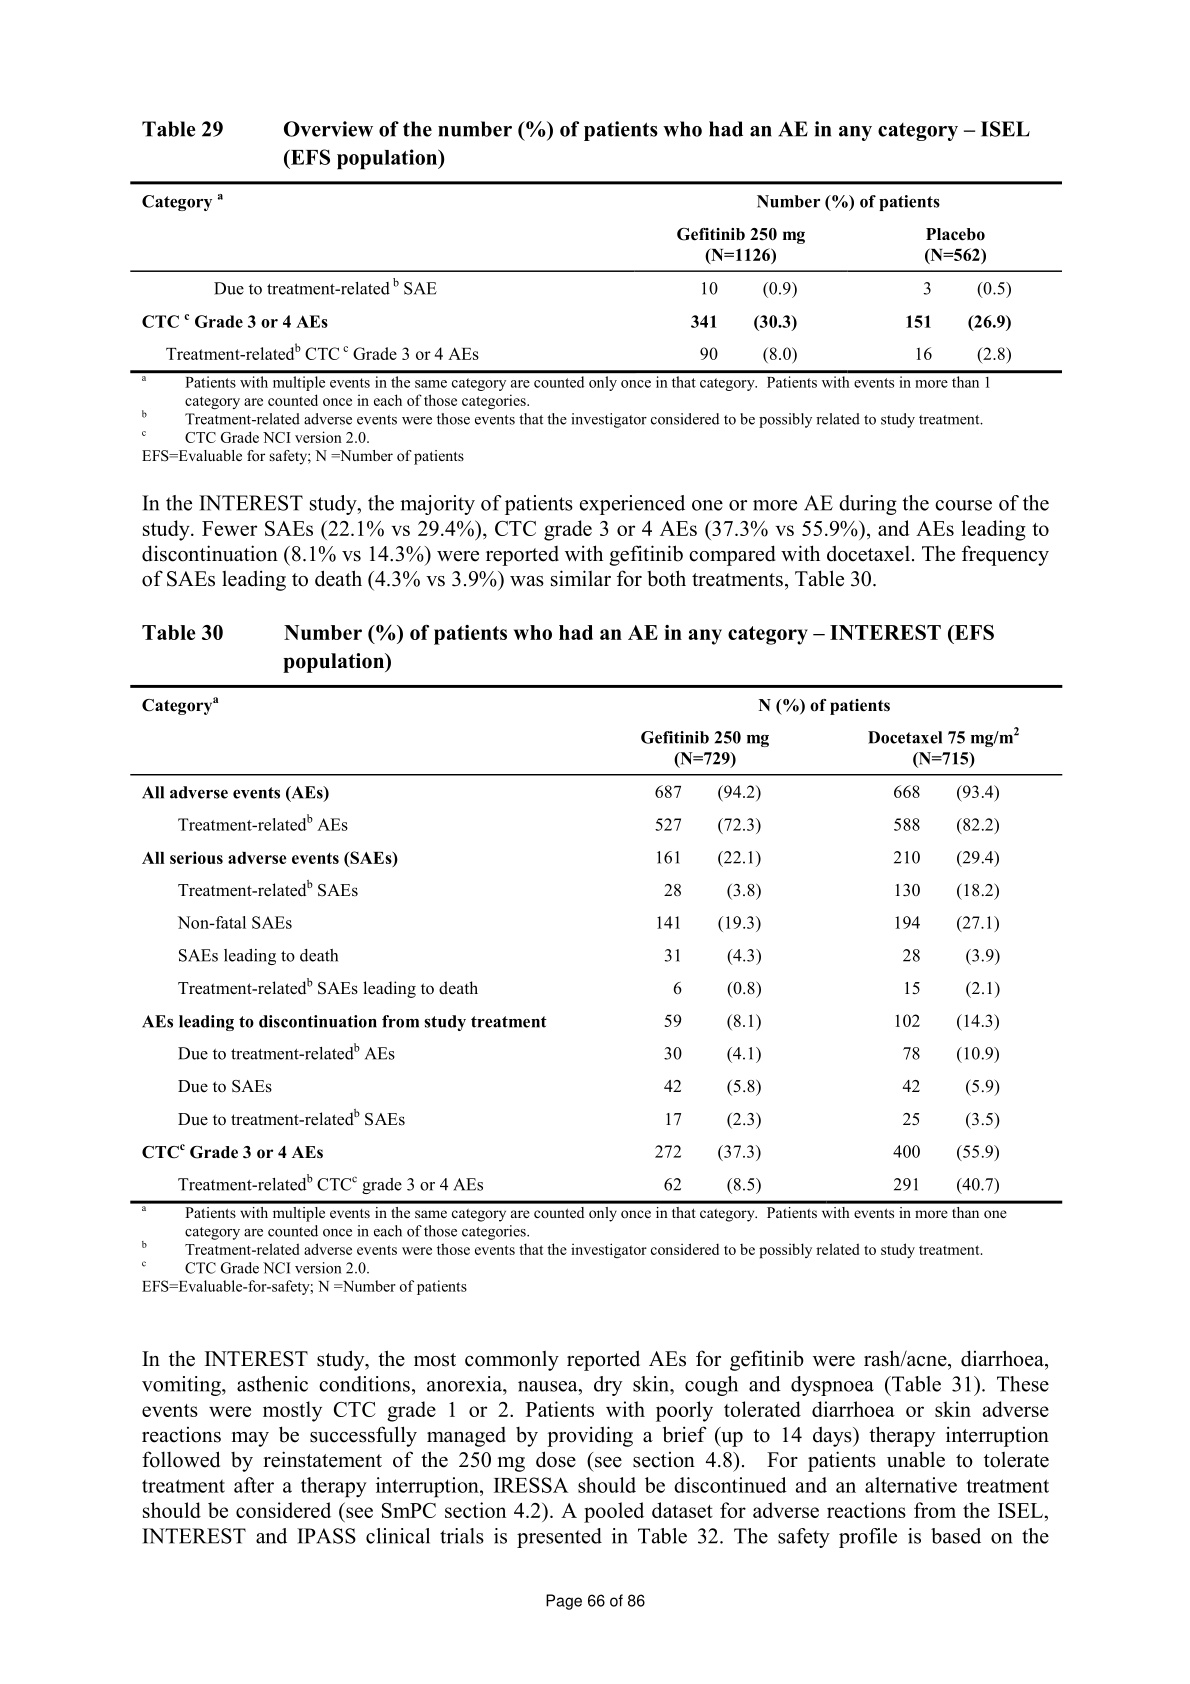 Table 29 Overview of the number (%) of patients who had an AE in any category – ISEL
(EFS population)
Category a Number (%) of patients
Gefitinib 250 mg Placebo
(N=1126) (N=562)
Due to treatment-related b SAE 10 (0.9) 3 (0.5)
CTC c Grade 3 or 4 AEs 341 (30.3) 151 (26.9)
Treatment-relatedb CTC c Grade 3 or 4 AEs 90 (8.0) 16 (2.8)
a Patients with multiple events in the same category are counted only once in that category. Patients with events in more than 1
category are counted once in each of those categories.
b Treatment-related adverse events were those events that the investigator considered to be possibly related to study treatment.
c CTC Grade NCI version 2.0.
EFS=Evaluable for safety; N =Number of patients
In the INTEREST study, the majority of patients experienced one or more AE during the course of the
study. Fewer SAEs (22.1% vs 29.4%), CTC grade 3 or 4 AEs (37.3% vs 55.9%), and AEs leading to
discontinuation (8.1% vs 14.3%) were reported with gefitinib compared with docetaxel. The frequency
of SAEs leading to death (4.3% vs 3.9%) was similar for both treatments, Table 30.
Table 30 Number (%) of patients who had an AE in any category – INTEREST (EFS
population)
Categorya N (%) of patients
Gefitinib 250 mg Docetaxel 75 mg/m2
(N=729) (N=715)
All adverse events (AEs) 687 (94.2) 668 (93.4)
Treatment-relatedb AEs 527 (72.3) 588 (82.2)
All serious adverse events (SAEs) 161 (22.1) 210 (29.4)
Treatment-relatedb SAEs 28 (3.8) 130 (18.2)
Non-fatal SAEs 141 (19.3) 194 (27.1)
SAEs leading to death 31 (4.3) 28 (3.9)
Treatment-relatedb SAEs leading to death 6 (0.8) 15 (2.1)
AEs leading to discontinuation from study treatment 59 (8.1) 102 (14.3)
Due to treatment-relatedb AEs 30 (4.1) 78 (10.9)
Due to SAEs 42 (5.8) 42 (5.9)
Due to treatment-relatedb SAEs 17 (2.3) 25 (3.5)
CTCc Grade 3 or 4 AEs 272 (37.3) 400 (55.9)
Treatment-relatedb CTCc grade 3 or 4 AEs 62 (8.5) 291 (40.7)
a Patients with multiple events in the same category are counted only once in that category. Patients with events in more than one
category are counted once in each of those categories.
b Treatment-related adverse events were those events that the investigator considered to be possibly related to study treatment.
c CTC Grade NCI version 2.0.
EFS=Evaluable-for-safety; N =Number of patients
In the INTEREST study, the most commonly reported AEs for gefitinib were rash/acne, diarrhoea,
vomiting, asthenic conditions, anorexia, nausea, dry skin, cough and dyspnoea (Table 31). These
events were mostly CTC grade 1 or 2. Patients with poorly tolerated diarrhoea or skin adverse
reactions may be successfully managed by providing a brief (up to 14 days) therapy interruption
followed by reinstatement of the 250 mg dose (see section 4.8). For patients unable to tolerate
treatment after a therapy interruption, IRESSA should be discontinued and an alternative treatment
should be considered (see SmPC section 4.2). A pooled dataset for adverse reactions from the ISEL,
INTEREST and IPASS clinical trials is presented in Table 32. The safety profile is based on the
Page 66 of 86